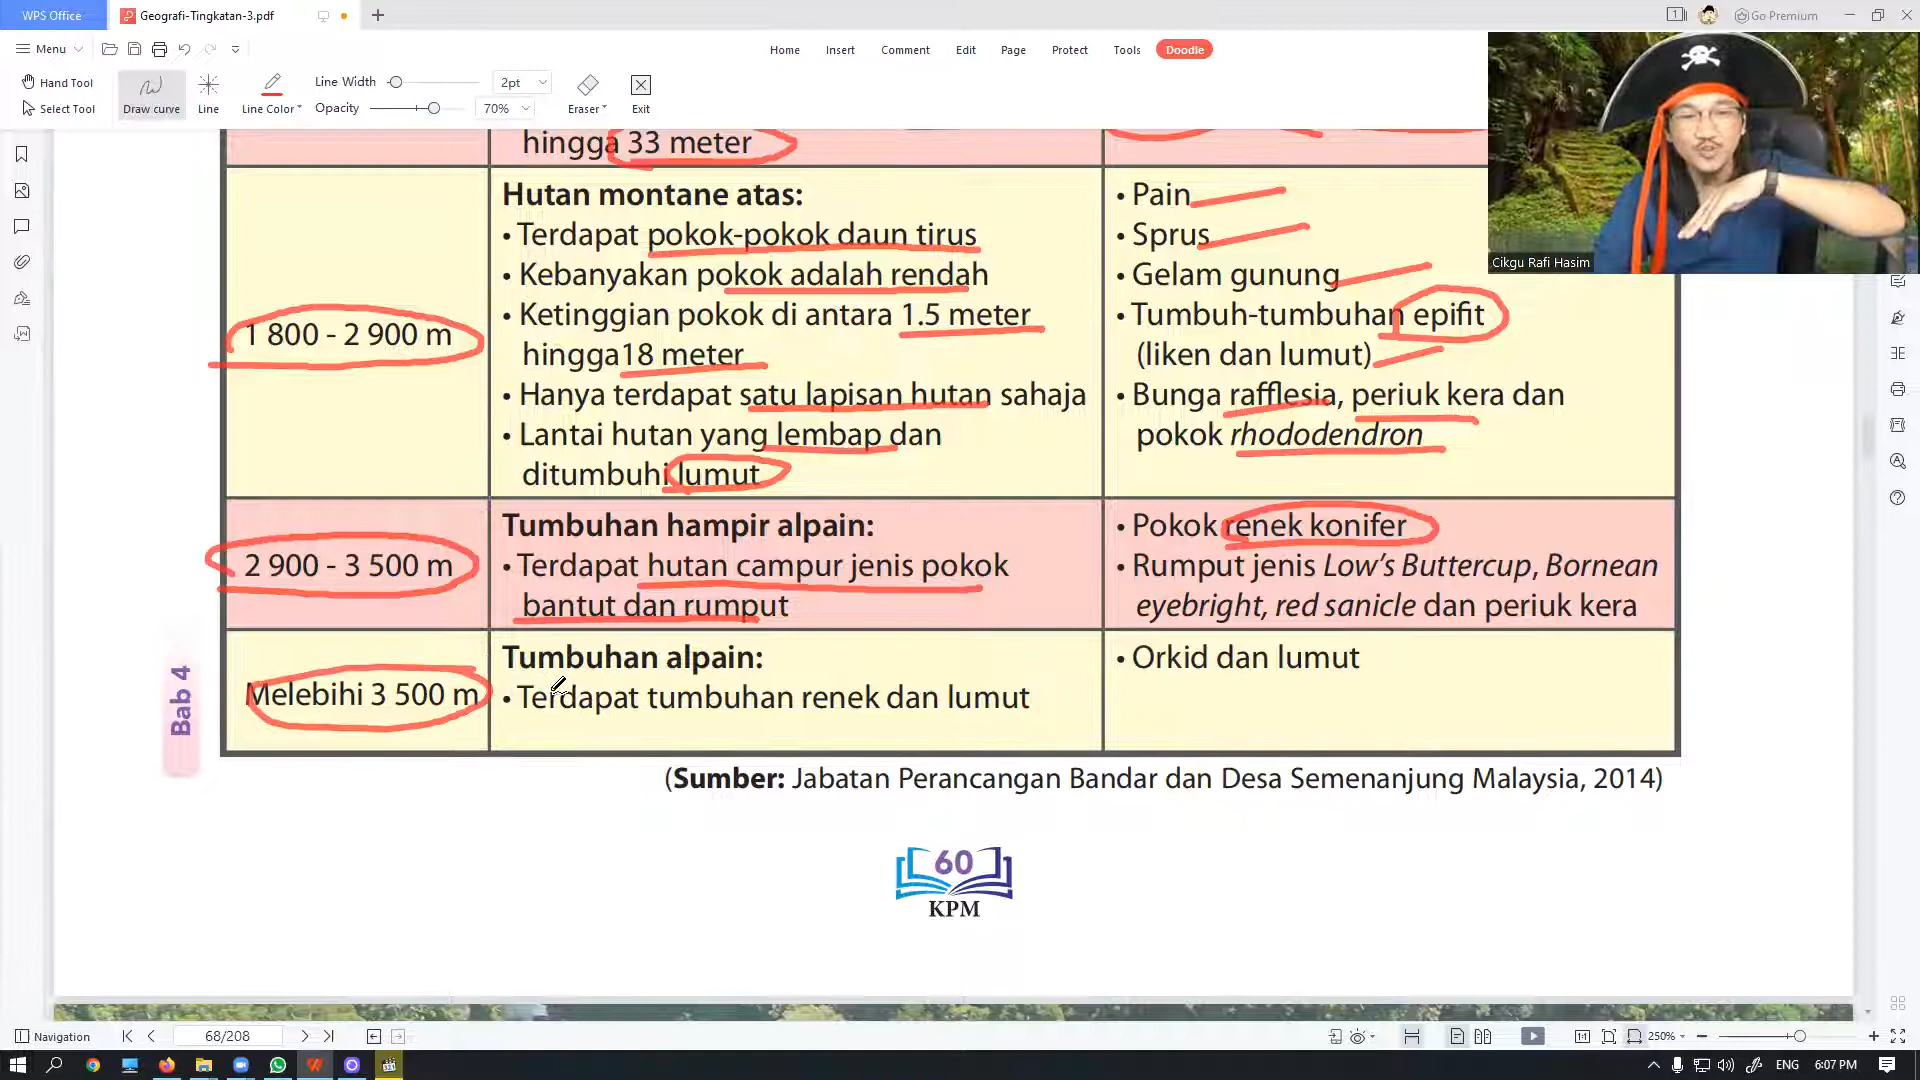 WPS Office
Geografi-Tingkatan-3.pdf
Go Premium
Menu
Home Insert Comment Edit Page Protect Tools Doodle
Hand Tool
Select Tool
Draw curve
Line
Line Color
Line Width 2pt
Opacity 70%
Eraser
Exit
Cikgu Rafi Hasim
hingga 33 meter
1 800 - 2 900 m
Hutan montane atas:
• Terdapat pokok-pokok daun tirus
• Kebanyakan pokok adalah rendah
• Ketinggian pokok di antara 1.5 meter
hingga 18 meter
• Hanya terdapat satu lapisan hutan sahaja
• Lantai hutan yang lembap dan
ditumbuhi lumut
• Pain
• Sprus
• Gelam gunung
• Tumbuh-tumbuhan epifit
(liken dan lumut)
• Bunga rafflesia, periuk kera dan
pokok rhododendron
2 900 - 3 500 m
Tumbuhan hampir alpain:
• Terdapat hutan campur jenis pokok
bantut dan rumput
• Pokok renek konifer
• Rumput jenis Low's Buttercup, Bornean
eyebright, red sanicle dan periuk kera
Melebihi 3 500 m
Tumbuhan alpain:
• Terdapat tumbuhan renek dan lumut
• Orkid dan lumut
Bab 4
(Sumber: Jabatan Perancangan Bandar dan Desa Semenanjung Malaysia, 2014)
60
KPM
Navigation
68/208
250%
ENG
6:07 PM